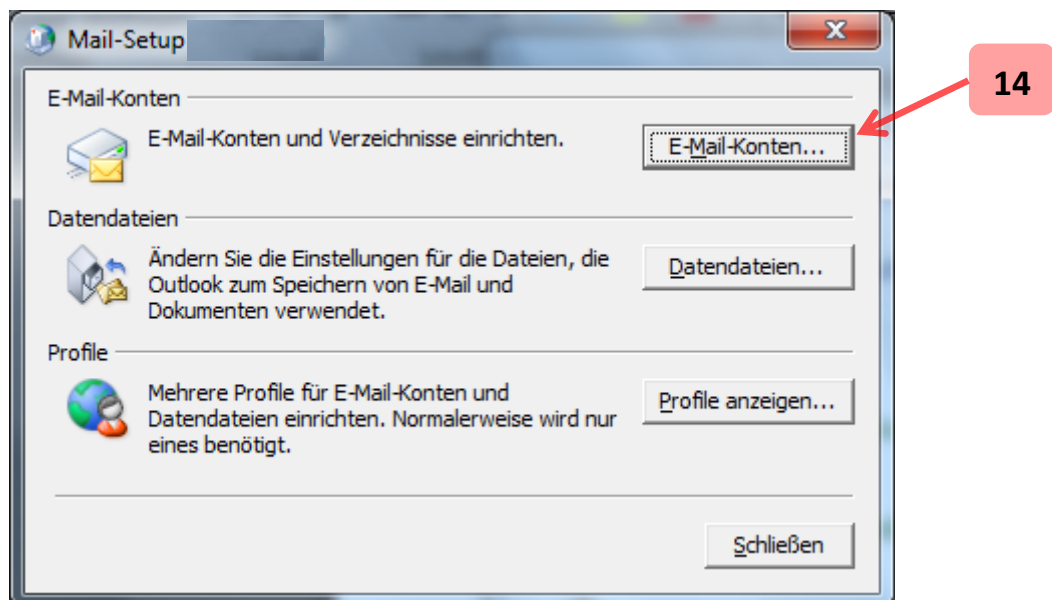 Mail-Setup
14
E-Mail-Konten
E-Mail-Konten und Verzeichnisse einrichten.
E-Mail-Konten...
Datendateien
Ändern Sie die Einstellungen für die Dateien, die
Outlook zum Speichern von E-Mail und
Dokumenten verwendet.
Datendateien...
Profile
Mehrere Profile für E-Mail-Konten und
Datendateien einrichten. Normalerweise wird nur
eines benötigt.
Profile anzeigen...
Schließen